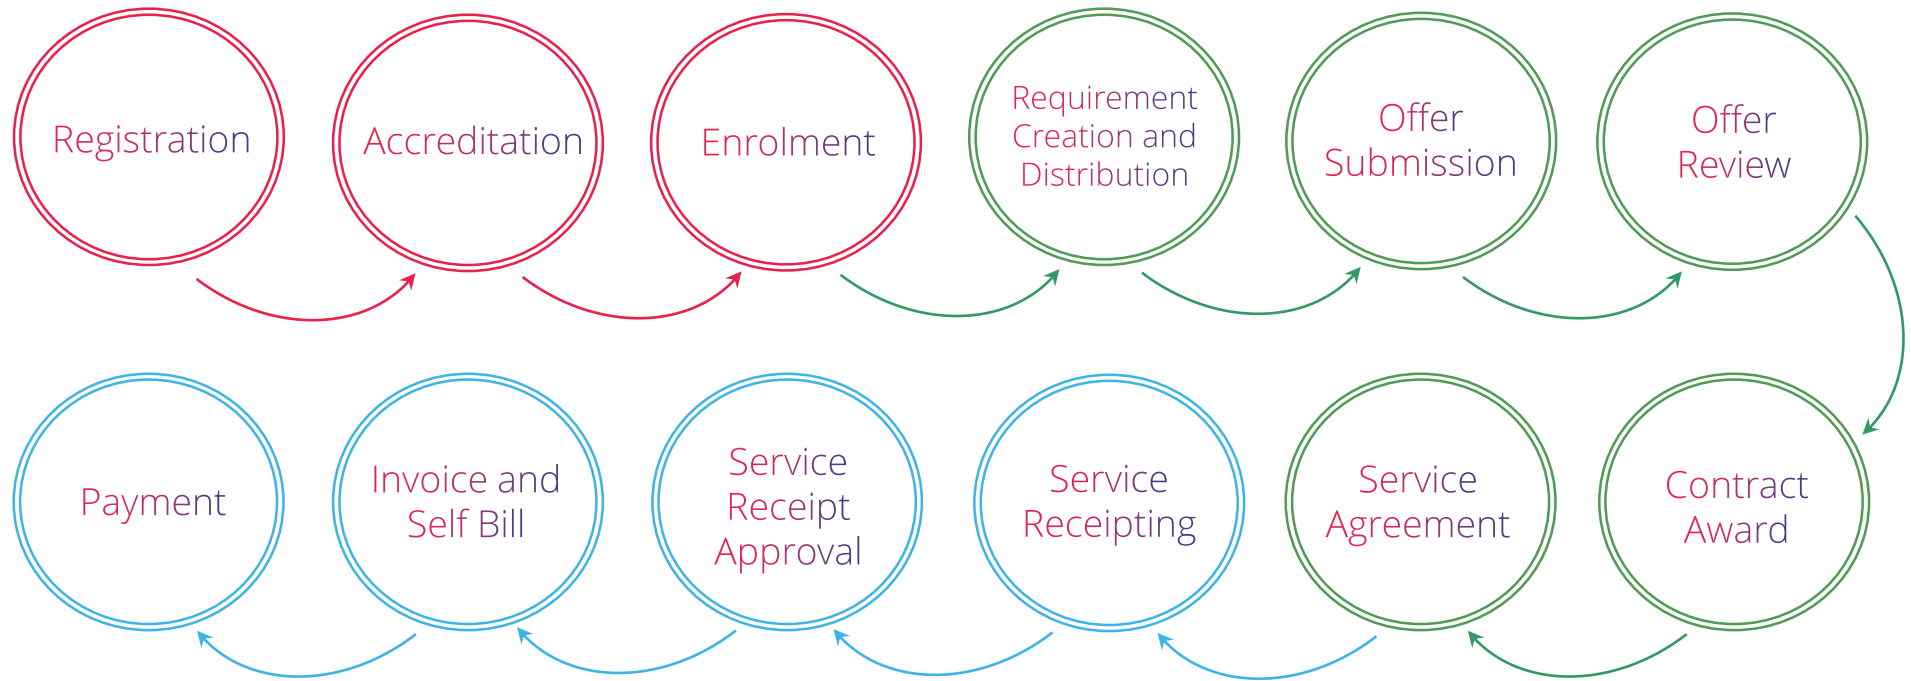 Registration
Accreditation
Enrolment
Requirement
Creation and
Distribution
Offer
Submission
Offer
Review
Contract
Award
Service
Agreement
Service
Receipting
Service
Receipt
Approval
Invoice and
Self Bill
Payment